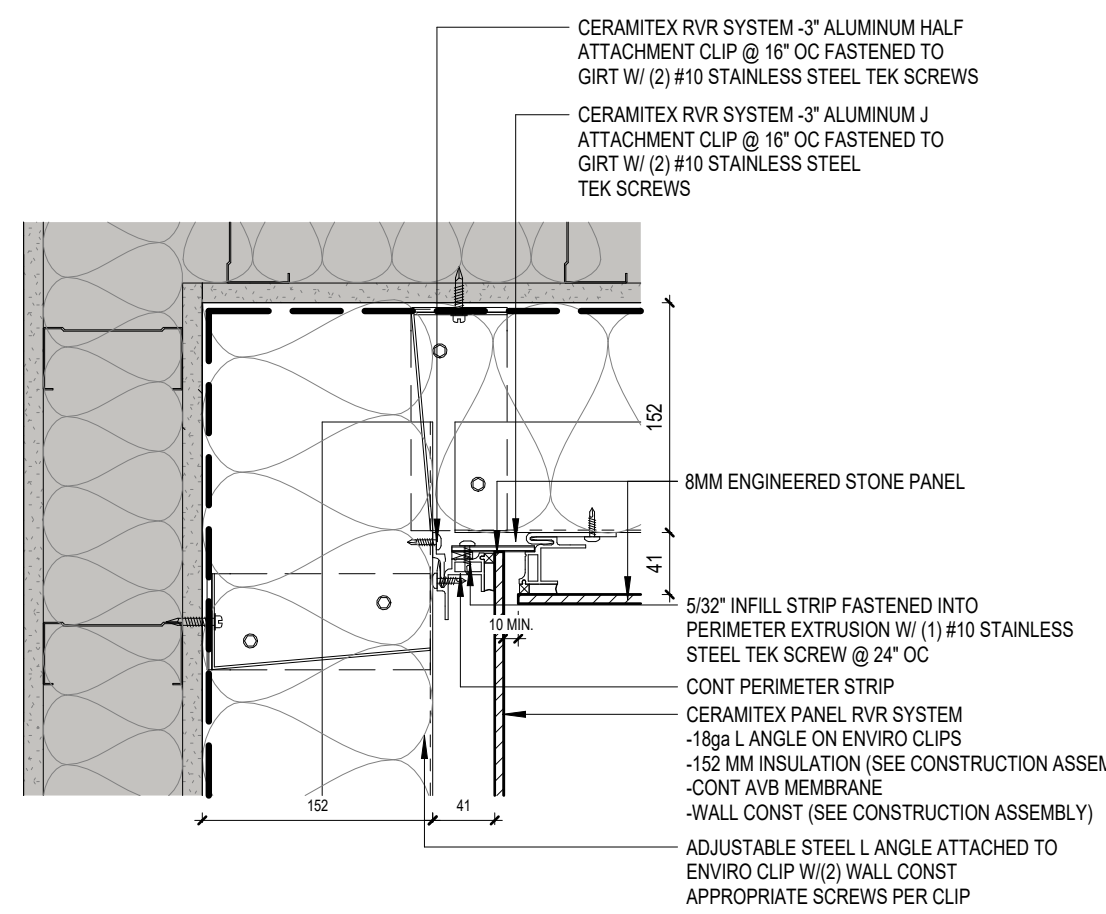 CERAMITEX RVR SYSTEM -3" ALUMINUM HALF
ATTACHMENT CLIP @ 16" OC FASTENED TO
GIRT W/ (2) #10 STAINLESS STEEL TEK SCREWS
CERAMITEX RVR SYSTEM -3" ALUMINUM J
ATTACHMENT CLIP @ 16" OC FASTENED TO
GIRT W/ (2) #10 STAINLESS STEEL
TEK SCREWS
152
8MM ENGINEERED STONE PANEL
41
10 MIN.
5/32" INFILL STRIP FASTENED INTO
PERIMETER EXTRUSION W/ (1) #10 STAINLESS
STEEL TEK SCREW @ 24" OC
CONT PERIMETER STRIP
CERAMITEX PANEL RVR SYSTEM
-18ga L ANGLE ON ENVIRO CLIPS
-152 MM INSULATION (SEE CONSTRUCTION ASSEM
-CONT AVB MEMBRANE
-WALL CONST (SEE CONSTRUCTION ASSEMBLY)
152
41
ADJUSTABLE STEEL L ANGLE ATTACHED TO
ENVIRO CLIP W/(2) WALL CONST
APPROPRIATE SCREWS PER CLIP